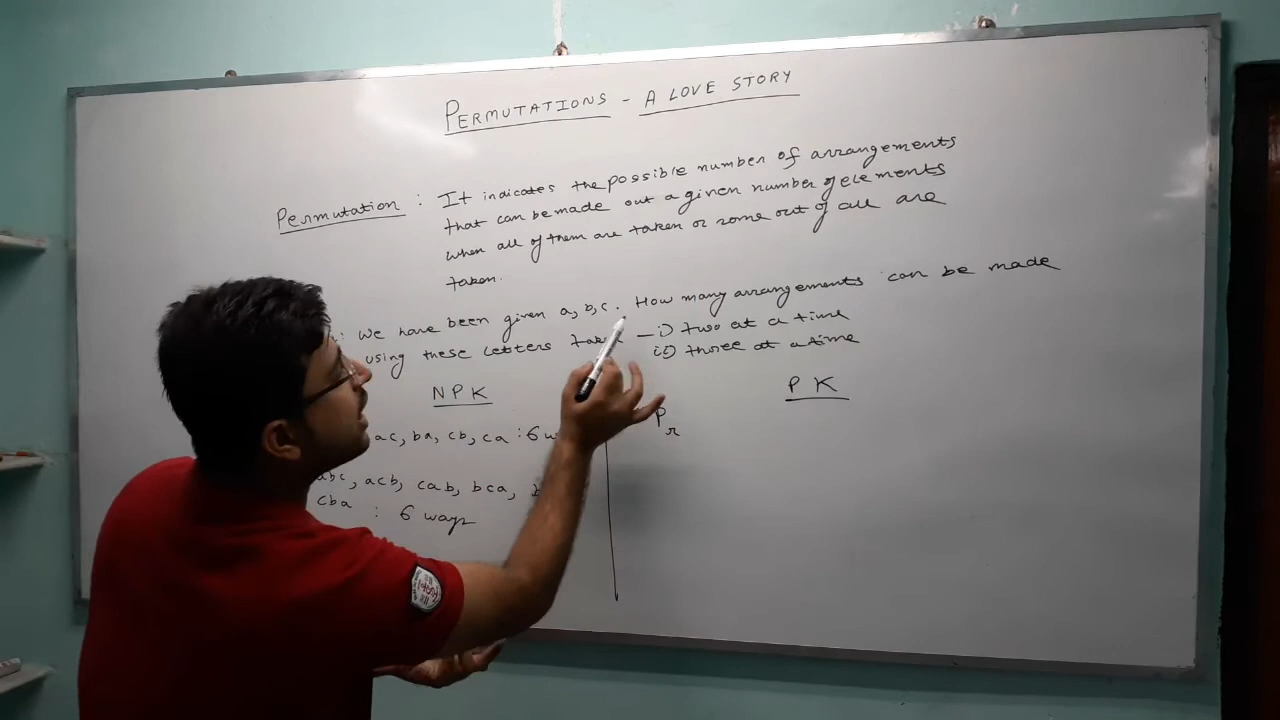 PERMUTATIONS - A LOVE STORY
Permutation : It indicates the possible number of arrangements
that can be made out a given number of elements
when all of them are taken or some out of all are
taken.
: We have been given a, b, c. How many arrangements can be made
using these letters – i) two at a time
ii) three at a time
NPK
PK
ac, ba, cb, ca : 6
P
r
abc, acb, cab, bca,
cba : 6 ways